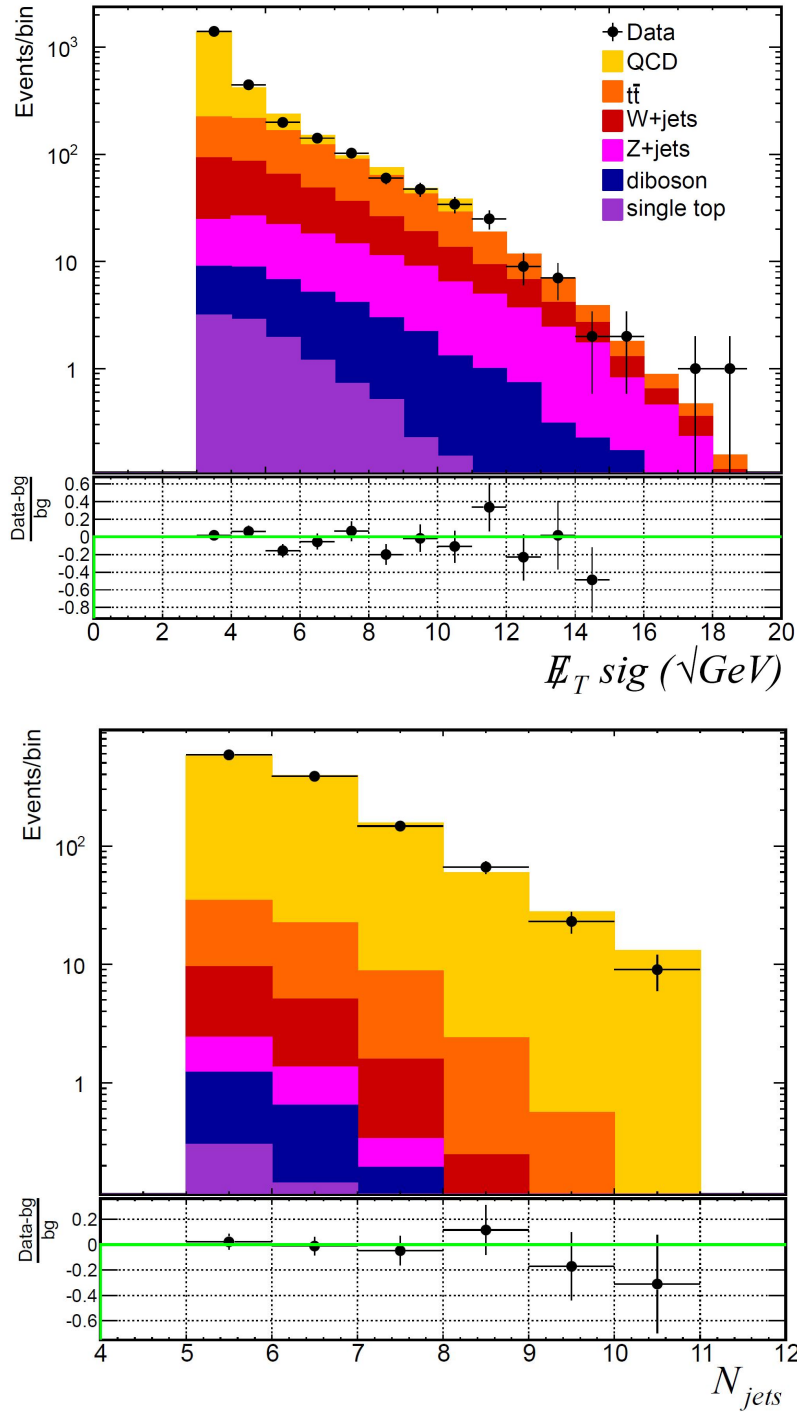 Events/bin
10³
10²
10
1
Data
QCD
tt̄
W+jets
Z+jets
diboson
single top
Data-bg
bg
0.6
0.4
0.2
0
-0.2
-0.4
-0.6
-0.8
0 2 4 6 8 10 12 14 16 18 20
E̸_T sig (√GeV)
Events/bin
10²
10
1
Data-bg
bg
0.2
0
-0.2
-0.4
-0.6
4 5 6 7 8 9 10 11 12
N_jets